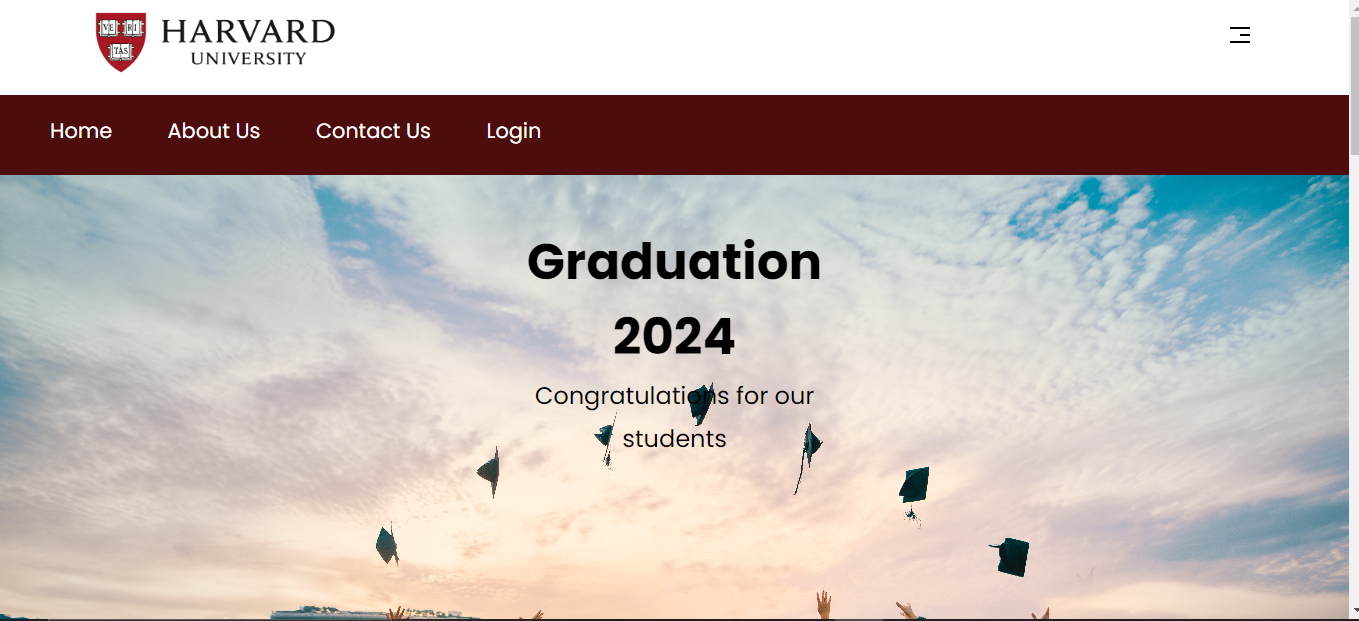 VE RI
TAS
HARVARD
UNIVERSITY
Home About Us Contact Us Login
Graduation
2024
Congratulations for our
students